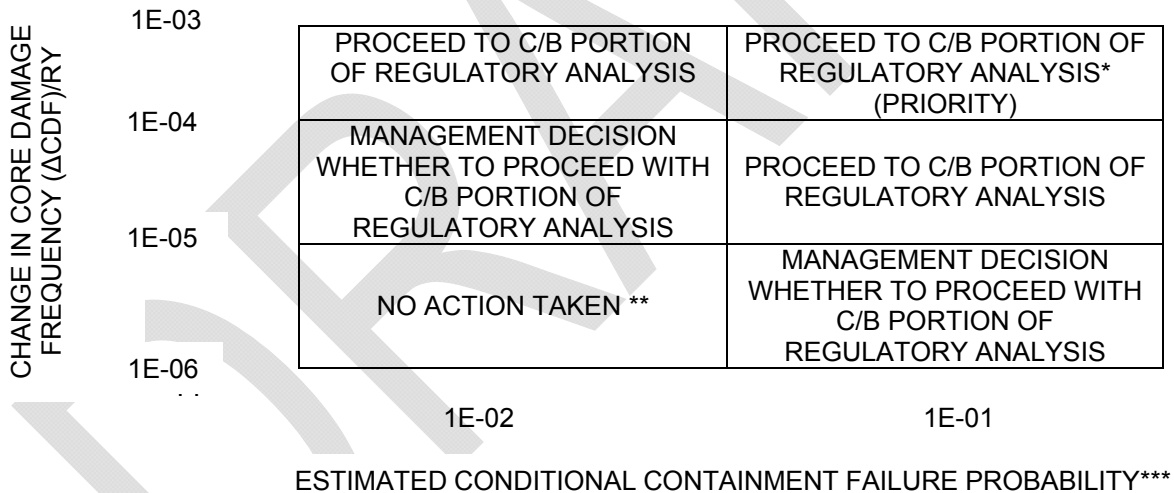 CHANGE IN CORE DAMAGE
FREQUENCY (ΔCDF)/RY
1E-03
1E-04
1E-05
1E-06
PROCEED TO C/B PORTION
OF REGULATORY ANALYSIS
PROCEED TO C/B PORTION OF
REGULATORY ANALYSIS*
(PRIORITY)
MANAGEMENT DECISION
WHETHER TO PROCEED WITH
C/B PORTION OF
REGULATORY ANALYSIS
PROCEED TO C/B PORTION OF
REGULATORY ANALYSIS
NO ACTION TAKEN **
MANAGEMENT DECISION
WHETHER TO PROCEED WITH
C/B PORTION OF
REGULATORY ANALYSIS
1E-02
1E-01
ESTIMATED CONDITIONAL CONTAINMENT FAILURE PROBABILITY***